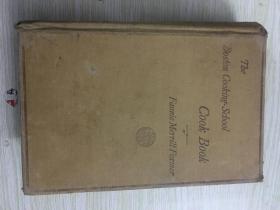 The
Boston Cooking-School
Cook Book
Fannie Merritt Farmer